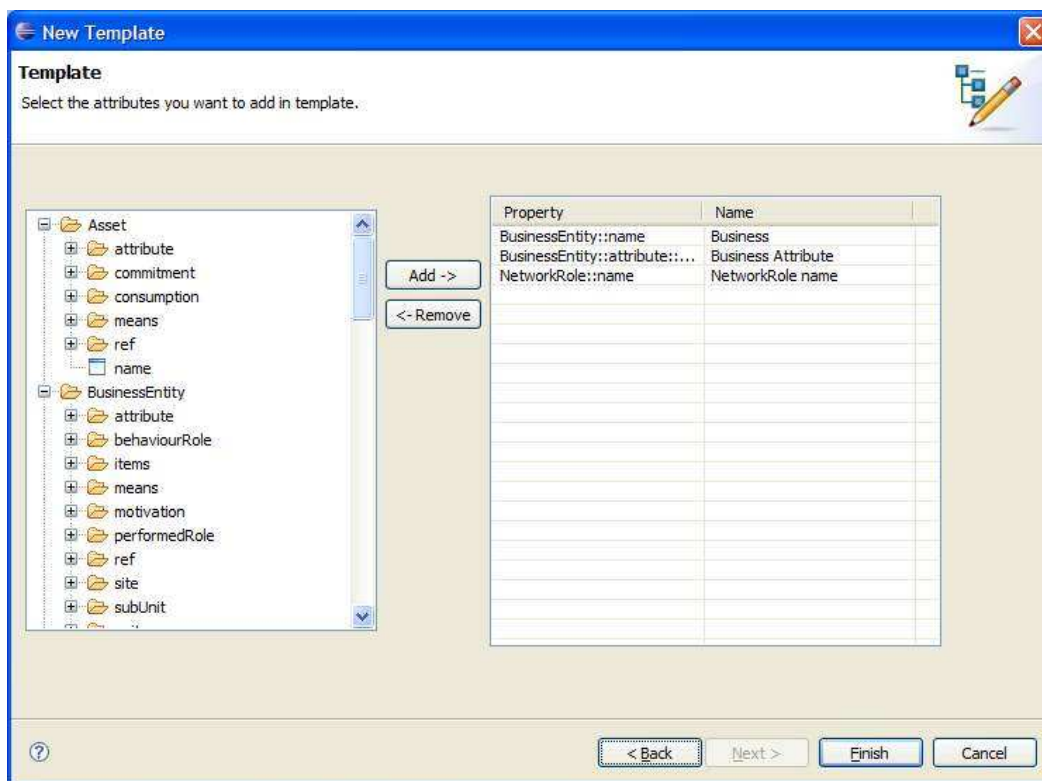 New Template
Template
Select the attributes you want to add in template.
Asset
attribute
commitment
consumption
means
ref
name
BusinessEntity
attribute
behaviourRole
items
means
motivation
performedRole
ref
site
subUnit
Add ->
<- Remove
Property Name
BusinessEntity::name Business
BusinessEntity::attribute::... Business Attribute
NetworkRole::name NetworkRole name
< Back
Next >
Finish
Cancel